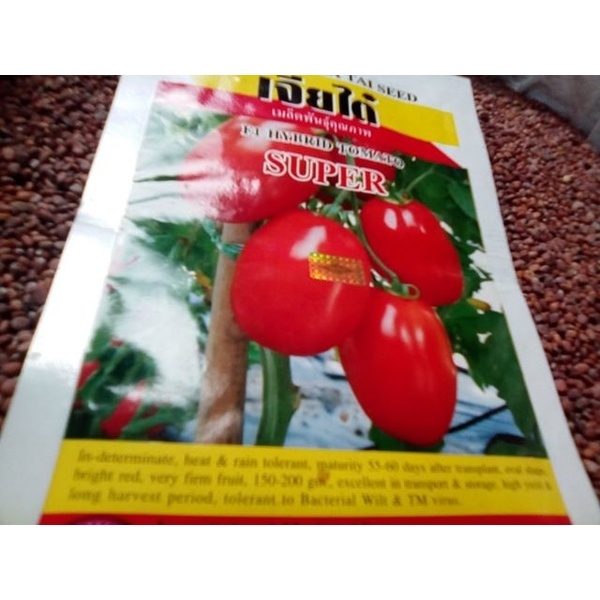 TAI SEED
เจียไต๋
เมล็ดพันธุ์คุณภาพ
F1 HYBRID TOMATO
SUPER
In-determinate, heat & rain tolerant, maturity 55-60 days after transplant, oval shape,
bright red, very firm fruit, 150-200 gm., excellent in transport & storage, high yield &
long harvest period, tolerant to Bacterial Wilt & TM virus.